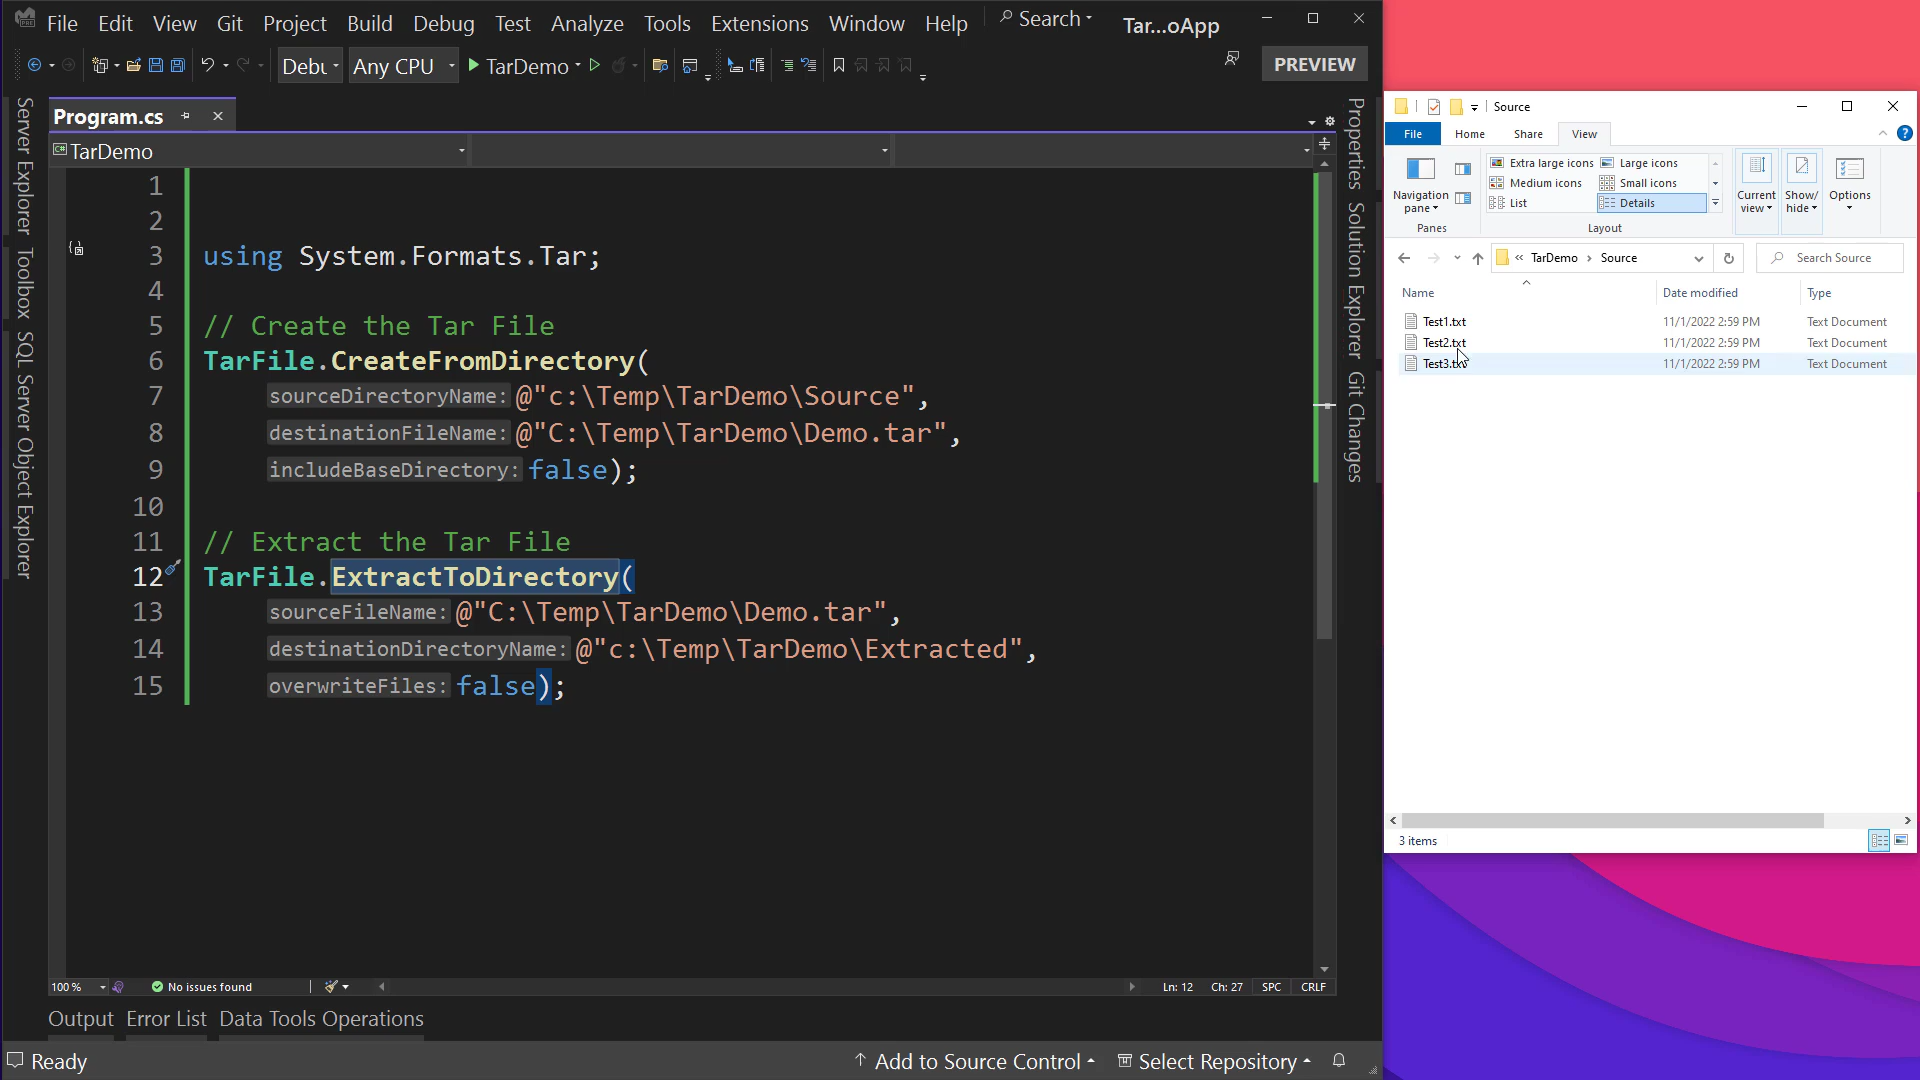 File Edit View Git Project Build Debug Test Analyze Tools Extensions Window Help Search Tar...oApp
Debu Any CPU TarDemo PREVIEW
Program.cs
TarDemo
Server Explorer
Toolbox
SQL Server Object Explorer
1
2
3 using System.Formats.Tar;
4
5 // Create the Tar File
6 TarFile.CreateFromDirectory(
7 sourceDirectoryName: @"c:\Temp\TarDemo\Source",
8 destinationFileName: @"C:\Temp\TarDemo\Demo.tar",
9 includeBaseDirectory: false);
10
11 // Extract the Tar File
12 TarFile.ExtractToDirectory(
13 sourceFileName: @"C:\Temp\TarDemo\Demo.tar",
14 destinationDirectoryName: @"c:\Temp\TarDemo\Extracted",
15 overwriteFiles: false);
Properties
Solution Explorer
Git Changes
100 % No issues found Ln: 12 Ch: 27 SPC CRLF
Output Error List Data Tools Operations
Ready Add to Source Control Select Repository
Source
File Home Share View
Navigation pane
Extra large icons Large icons
Medium icons Small icons
List Details
Current view
Show/hide
Options
Panes Layout
« TarDemo › Source Search Source
Name Date modified Type
Test1.txt 11/1/2022 2:59 PM Text Document
Test2.txt 11/1/2022 2:59 PM Text Document
Test3.txt 11/1/2022 2:59 PM Text Document
3 items